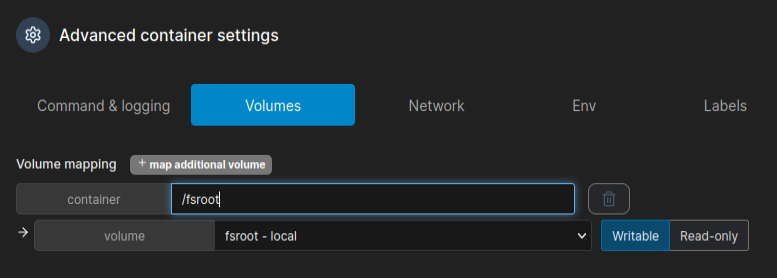 Advanced container settings
Command & logging Volumes Network Env Labels
Volume mapping + map additional volume
container /fsroot
→ volume fsroot - local Writable Read-only